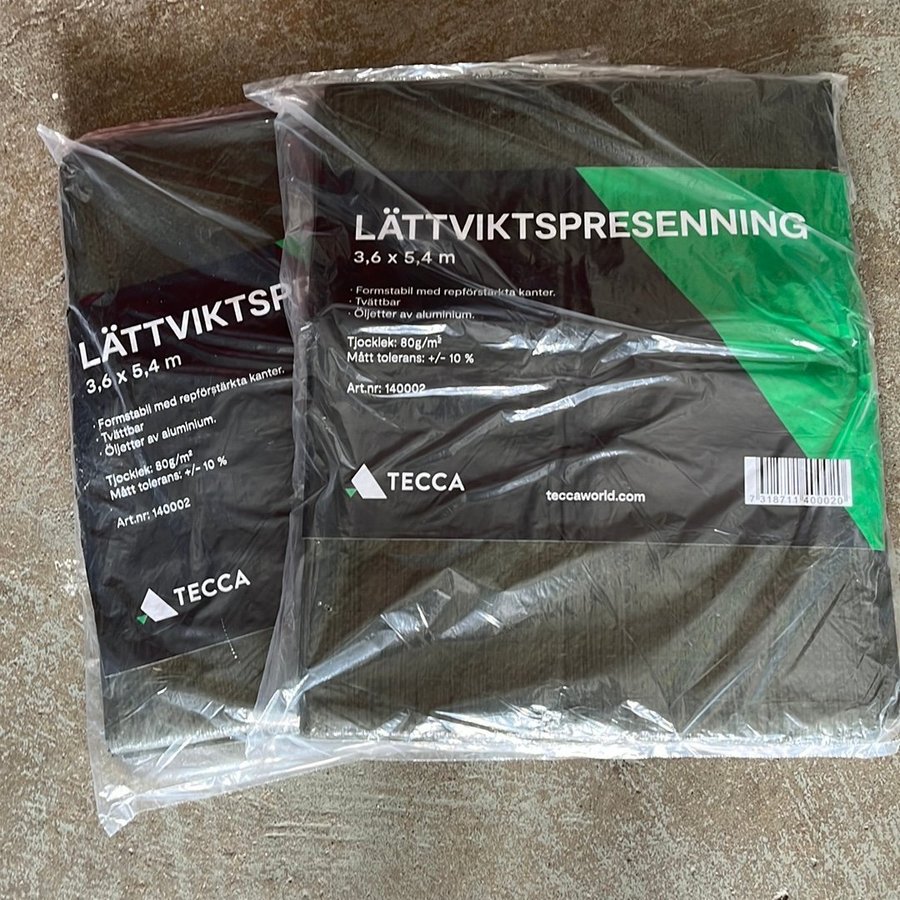 LÄTTVIKTSPRESENNING
3,6 x 5,4 m
· Formstabil med repförstärkta kanter.
· Tvättbar
· Öljetter av aluminium.
Tjocklek: 80g/m²
Mått tolerans: +/- 10 %
Art.nr: 140002
TECCA
teccaworld.com
7 318711 400020
LÄTTVIKTSP
3,6 x 5,4 m
· Formstabil med repförstärkta kanter.
· Tvättbar
· Öljetter av aluminium.
Tjocklek: 80g/m²
Mått tolerans: +/- 10 %
Art.nr: 140002
TECCA